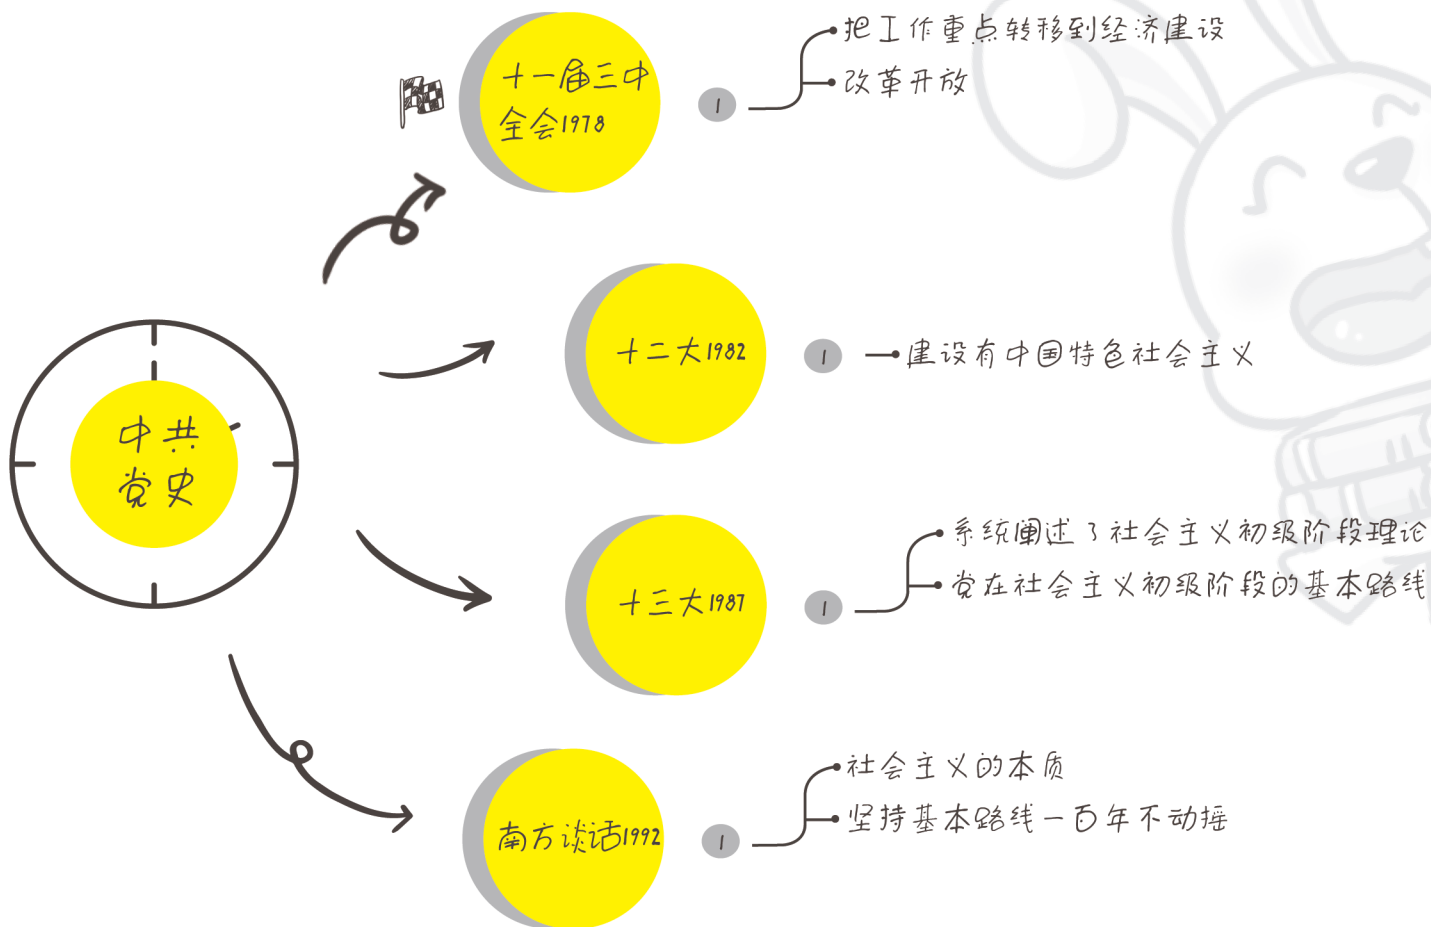 中共
党史
十一届三中
全会1978
1
把工作重点转移到经济建设
改革开放
十二大1982
1
建设有中国特色社会主义
十三大1987
1
系统阐述了社会主义初级阶段理论
党在社会主义初级阶段的基本路线
南方谈话1992
1
社会主义的本质
坚持基本路线一百年不动摇